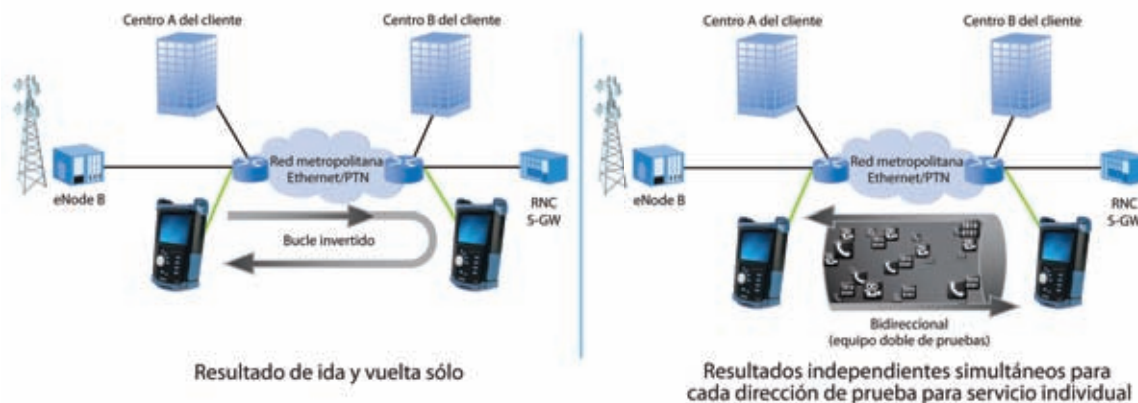 Centro A del cliente
Centro B del cliente
Red metropolitana
Ethernet/PTN
eNode B
RNC
S-GW
Bucle invertido
Resultado de ida y vuelta sólo
Centro A del cliente
Centro B del cliente
Red metropolitana
Ethernet/PTN
eNode B
RNC
S-GW
Bidireccional
(equipo doble de pruebas)
Resultados independientes simultáneos para
cada dirección de prueba para servicio individual